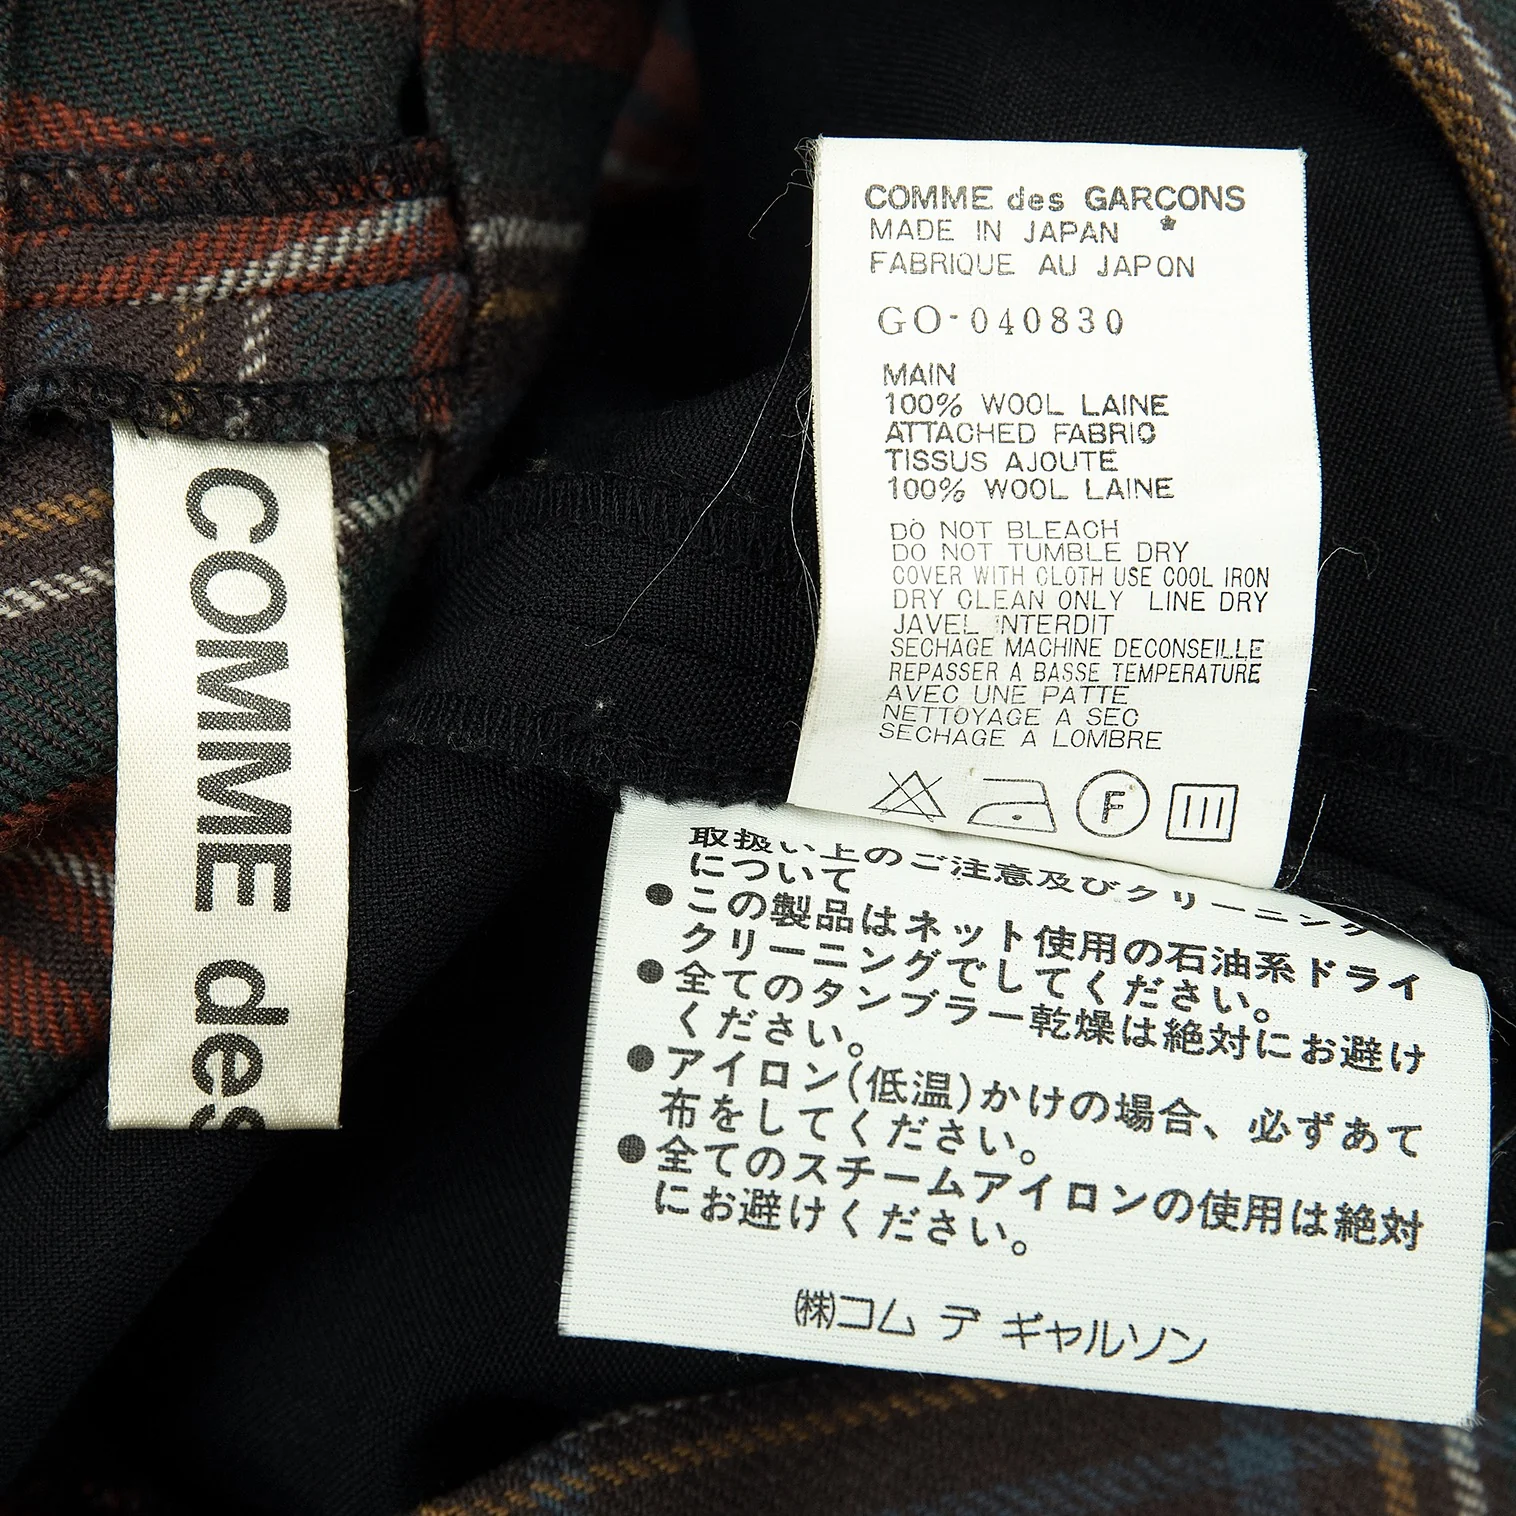 COMME des
COMME des GARCONS
MADE IN JAPAN
FABRIQUE AU JAPON
GO-040830
MAIN
100% WOOL LAINE
ATTACHED FABRIC
TISSUS AJOUTE
100% WOOL LAINE
DO NOT BLEACH
DO NOT TUMBLE DRY
COVER WITH CLOTH USE COOL IRON
DRY CLEAN ONLY LINE DRY
JAVEL INTERDIT
SECHAGE MACHINE DECONSEILLE
REPASSER A BASSE TEMPERATURE
AVEC UNE PATTE
NETTOYAGE A SEC
SECHAGE A LOMBRE
F
取扱い上のご注意及びクリーニング
について
●この製品はネット使用の石油系ドライ
クリーニングでしてください。
●全てのタンブラー乾燥は絶対にお避け
ください。
●アイロン(低温)かけの場合、必ずあて
布をしてください。
●全てのスチームアイロンの使用は絶対
にお避けください。
㈱コム デ ギャルソン